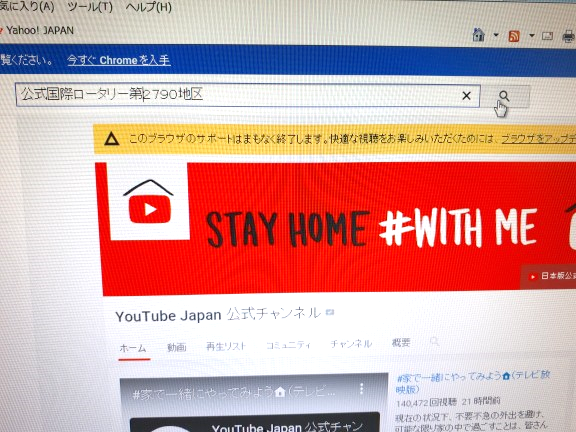 気に入り(A) ツール(T) ヘルプ(H)
Yahoo! JAPAN
覧ください。 今すぐ Chrome を入手
公式国際ロータリー第2790地区
このブラウザのサポートはまもなく終了します。快適な視聴をお楽しみいただくためには、ブラウザをアップデ
STAY HOME #WITH ME
日本版公式
YouTube Japan 公式チャンネル
ホーム 動画 再生リスト コミュニティ チャンネル 概要
#家で一緒にやってみよう (テレビ
#家で一緒にやってみよう (テレビ放
映版)
140,472 回視聴 21 時間前
YouTube Japan 公式チャン
現在の状況下、不要不急の外出を避け、
可能な限り家の中で過ごすことは、皆さん